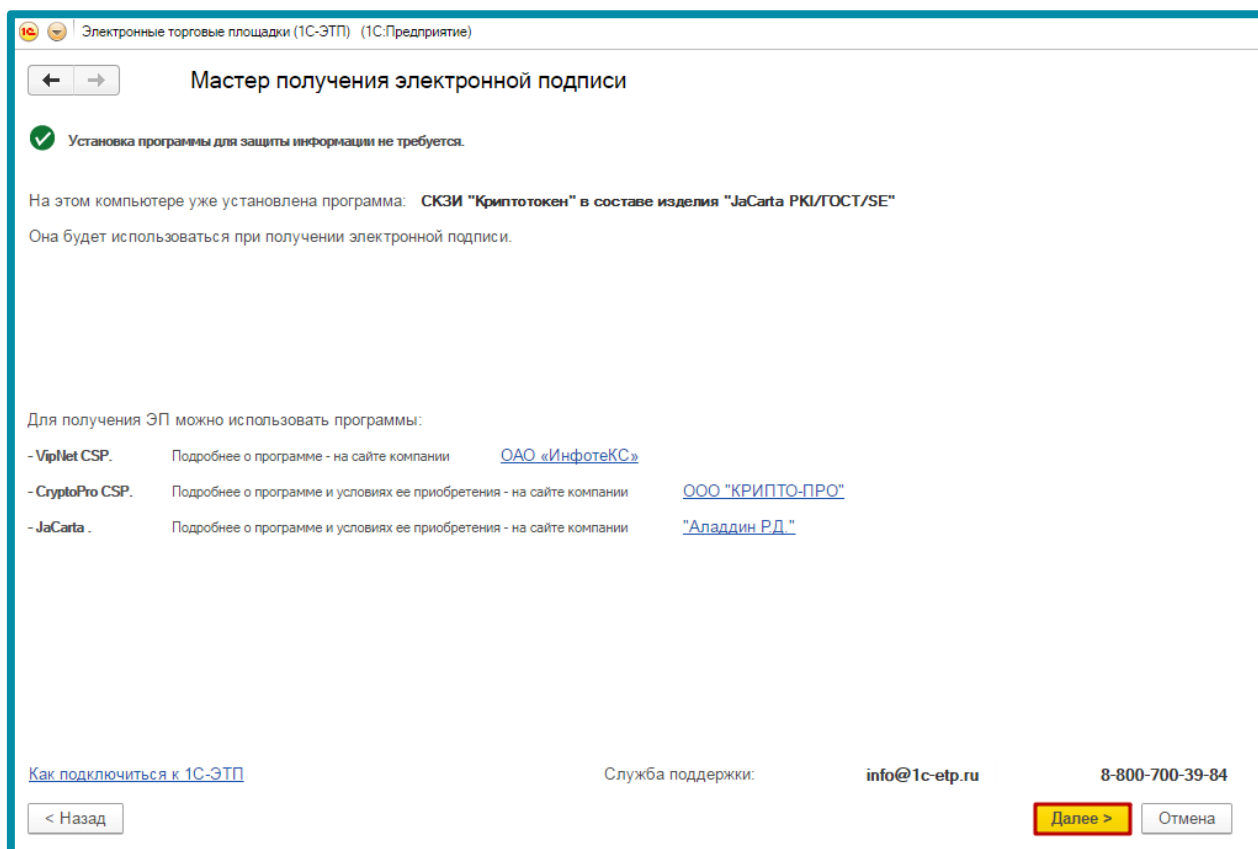 1С Электронные торговые площадки (1С-ЭТП) (1С:Предприятие)
Мастер получения электронной подписи
Установка программы для защиты информации не требуется.
На этом компьютере уже установлена программа: СКЗИ "Криптотокен" в составе изделия "JaCarta PKI/ГОСТ/SE"
Она будет использоваться при получении электронной подписи.
Для получения ЭП можно использовать программы:
- VipNet CSP. Подробнее о программе - на сайте компании ОАО «ИнфотеКС»
- CryptoPro CSP. Подробнее о программе и условиях ее приобретения - на сайте компании ООО "КРИПТО-ПРО"
- JaCarta . Подробнее о программе и условиях ее приобретения - на сайте компании "Аладдин Р.Д."
Как подключиться к 1С-ЭТП Служба поддержки: info@1c-etp.ru 8-800-700-39-84
< Назад Далее > Отмена